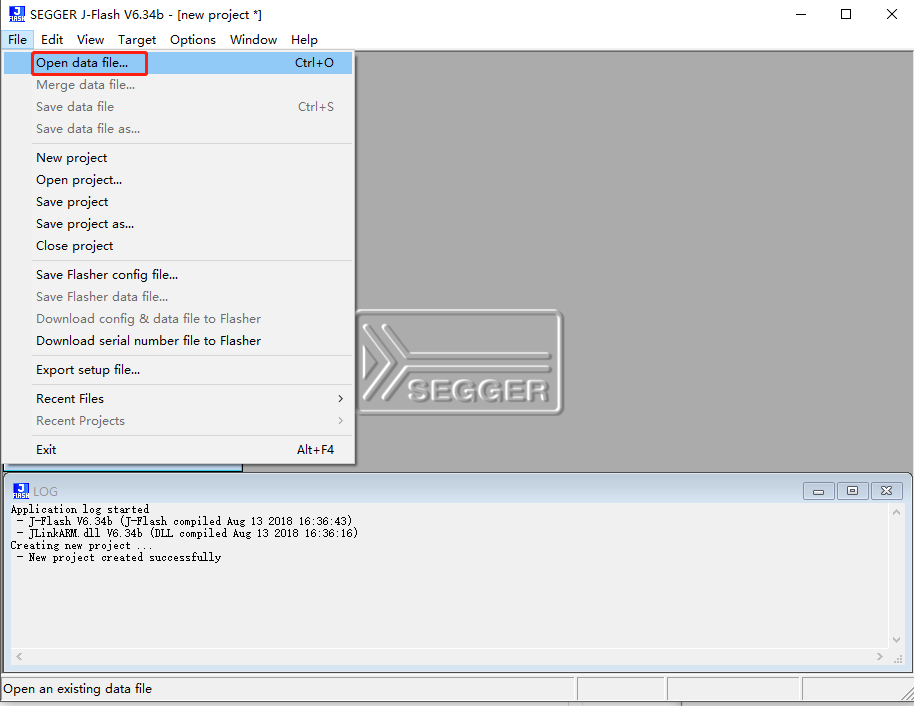 SEGGER J-Flash V6.34b - [new project *]
File Edit View Target Options Window Help
Open data file... Ctrl+O
Merge data file...
Save data file Ctrl+S
Save data file as...
New project
Open project...
Save project
Save project as...
Close project
Save Flasher config file...
Save Flasher data file...
Download config & data file to Flasher
Download serial number file to Flasher
Export setup file...
Recent Files
Recent Projects
Exit Alt+F4
SEGGER
LOG
Application log started
- J-Flash V6.34b (J-Flash compiled Aug 13 2018 16:36:43)
- JLinkARM.dll V6.34b (DLL compiled Aug 13 2018 16:36:16)
Creating new project ...
- New project created successfully
Open an existing data file